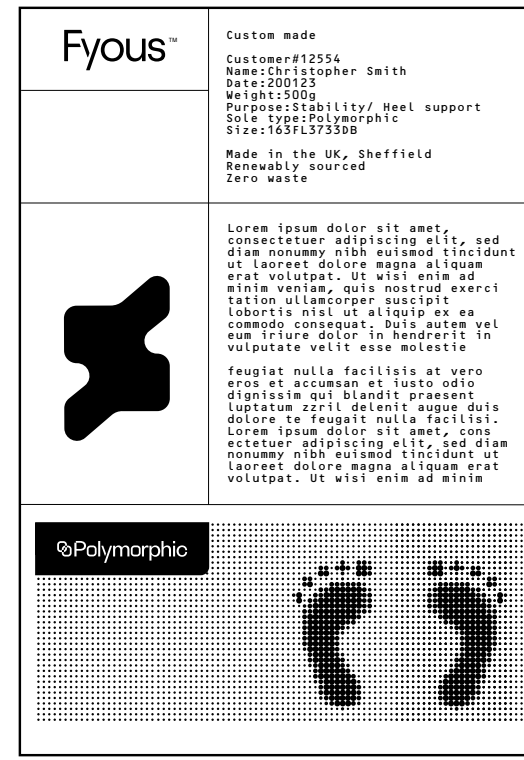 Fyous™
Custom made
Customer#12554
Name:Christopher Smith
Date:200123
Weight:500g
Purpose:Stability/ Heel support
Sole type:Polymorphic
Size:163FL3733DB
Made in the UK, Sheffield
Renewably sourced
Zero waste
Lorem ipsum dolor sit amet,
consectetuer adipiscing elit, sed
diam nonummy nibh euismod tincidunt
ut laoreet dolore magna aliquam
erat volutpat. Ut wisi enim ad
minim veniam, quis nostrud exerci
tation ullamcorper suscipit
lobortis nisl ut aliquip ex ea
commodo consequat. Duis autem vel
eum iriure dolor in hendrerit in
vulputate velit esse molestie
feugiat nulla facilisis at vero
eros et accumsan et iusto odio
dignissim qui blandit praesent
luptatum zzril delenit augue duis
dolore te feugait nulla facilisi.
Lorem ipsum dolor sit amet, cons
ectetuer adipiscing elit, sed diam
nonummy nibh euismod tincidunt ut
laoreet dolore magna aliquam erat
volutpat. Ut wisi enim ad minim
Polymorphic